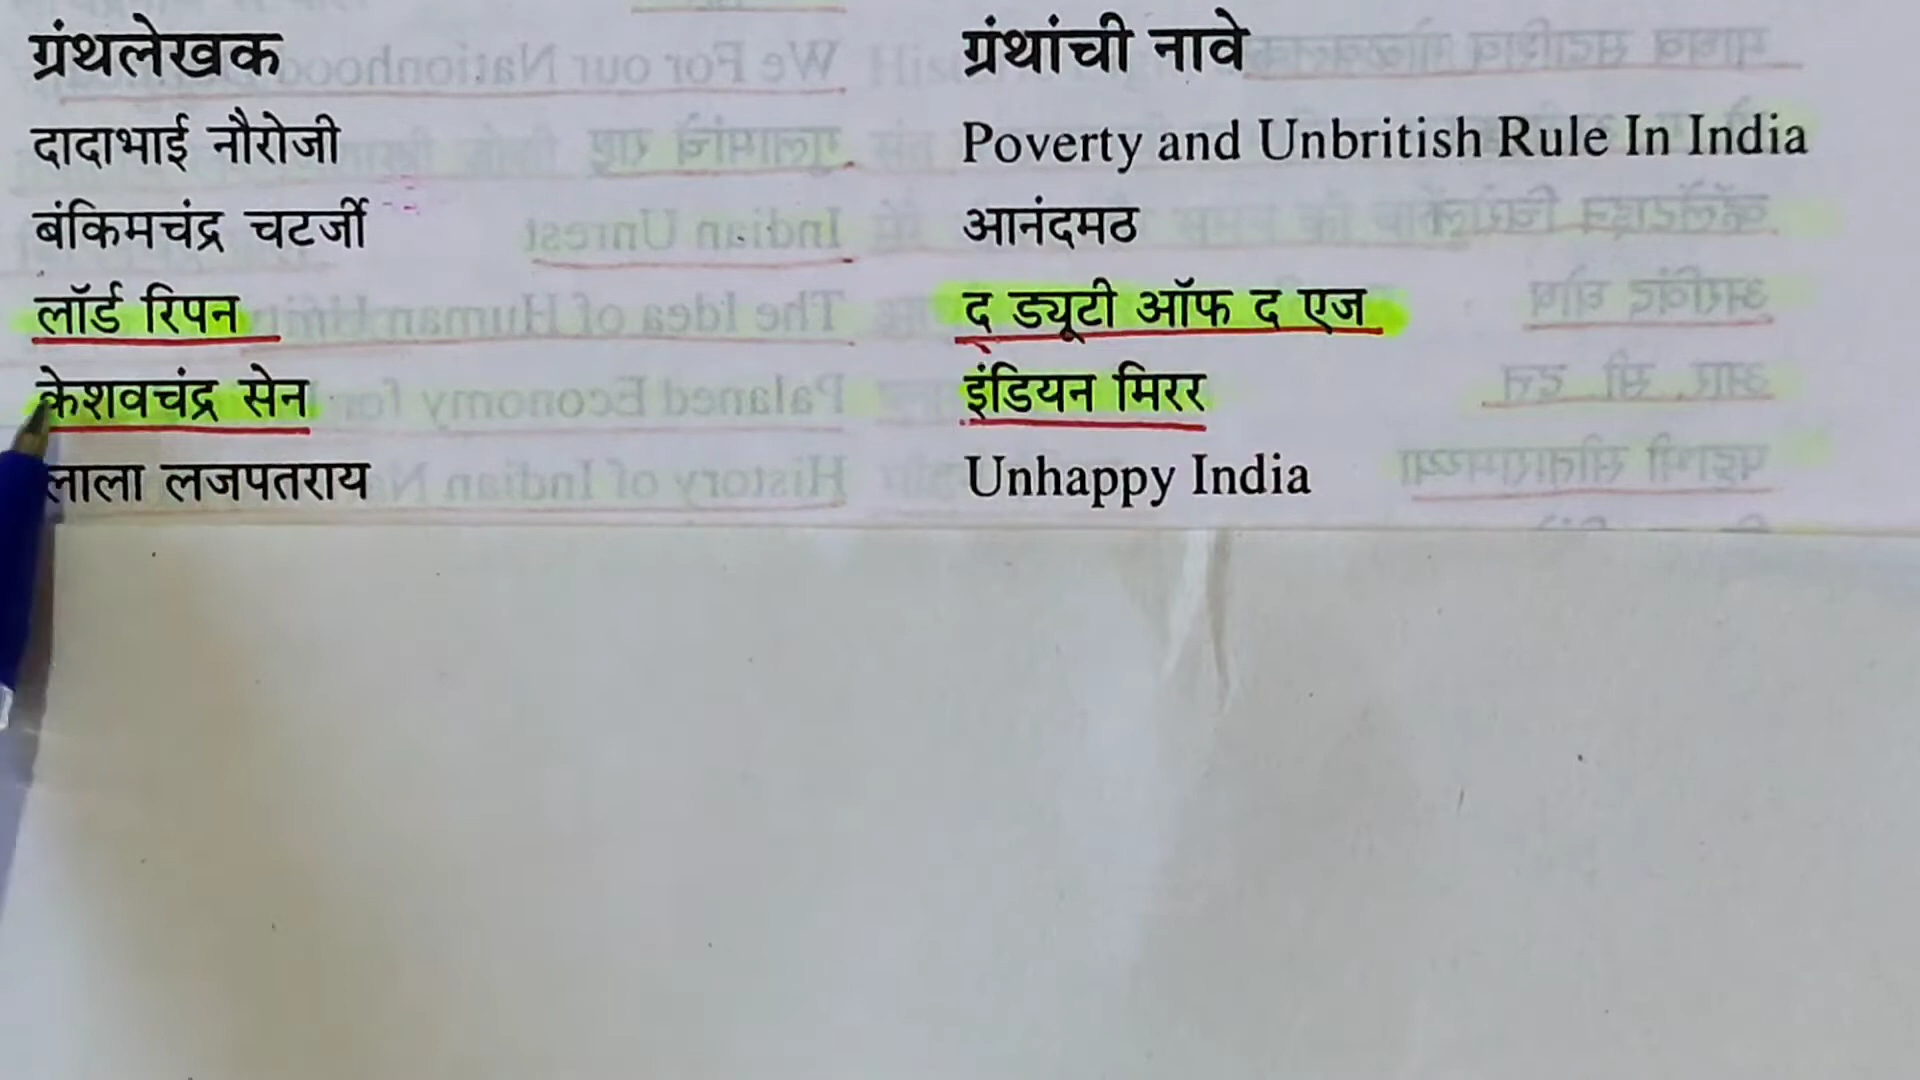 ग्रंथलेखक ग्रंथांची नावे
दादाभाई नौरोजी Poverty and Unbritish Rule In India
बंकिमचंद्र चटर्जी आनंदमठ
लॉर्ड रिपन द ड्यूटी ऑफ द एज
केशवचंद्र सेन इंडियन मिरर
लाला लजपतराय Unhappy India